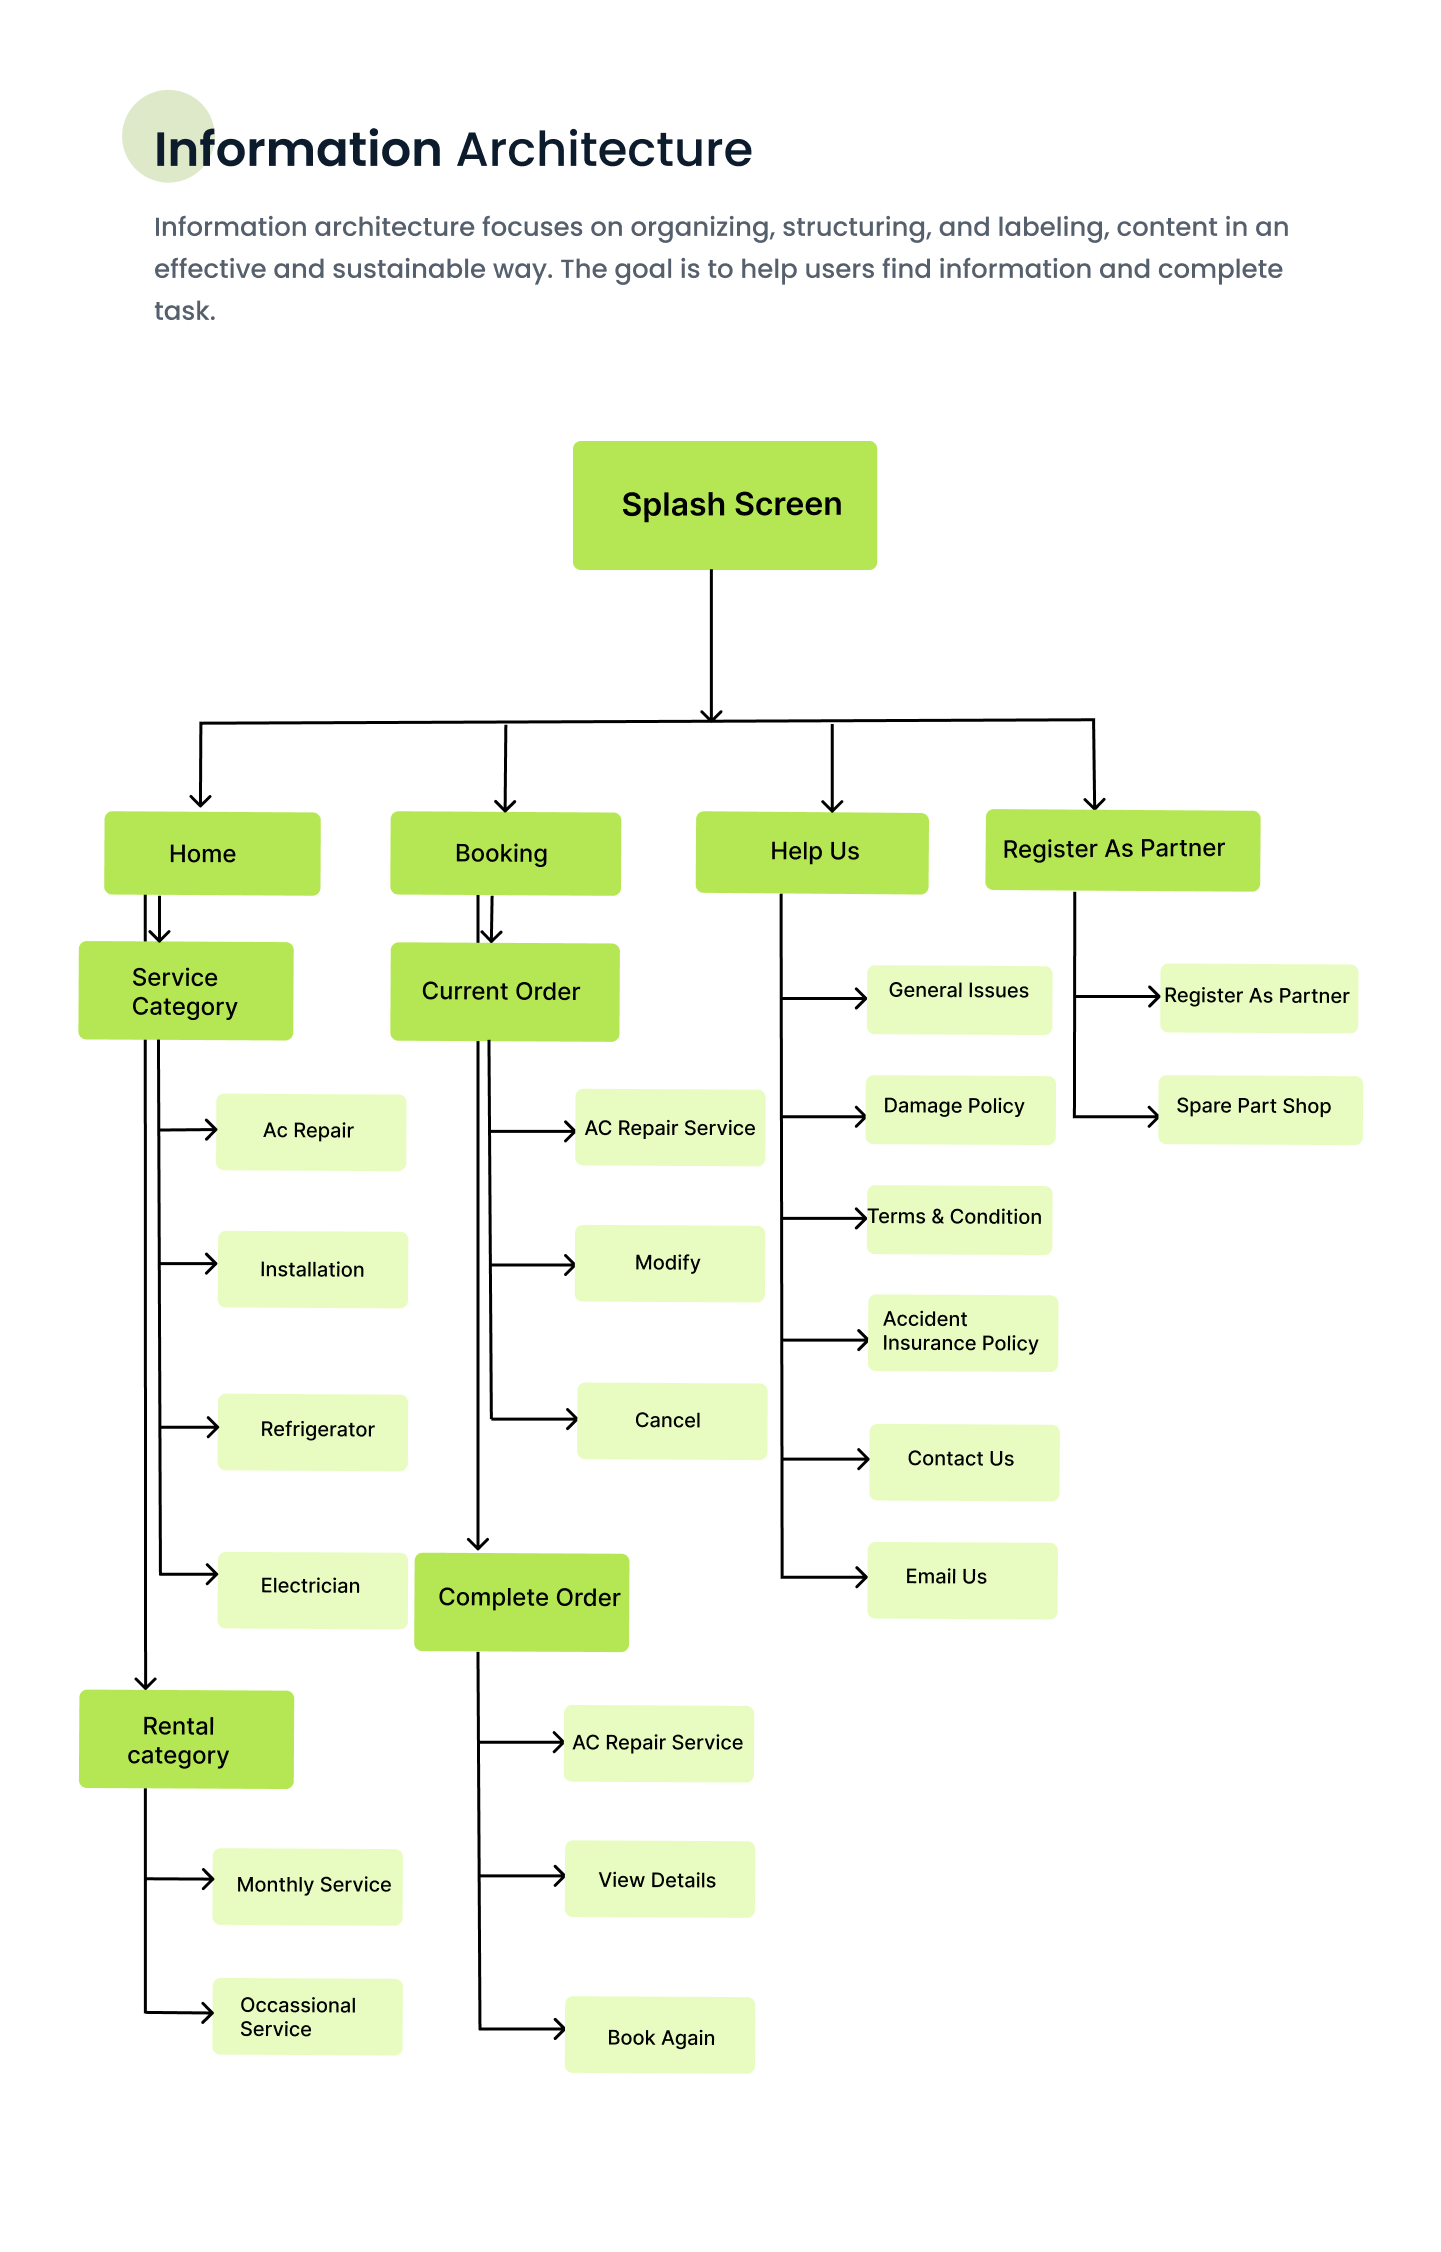 Information Architecture
Information architecture focuses on organizing, structuring, and labeling, content in an
effective and sustainable way. The goal is to help users find information and complete
task.
Splash Screen
Home
Booking
Help Us
Register As Partner
Service
Category
Ac Repair
Installation
Refrigerator
Electrician
Rental
category
Monthly Service
Occassional
Service
Current Order
AC Repair Service
Modify
Cancel
Complete Order
AC Repair Service
View Details
Book Again
General Issues
Damage Policy
Terms & Condition
Accident
Insurance Policy
Contact Us
Email Us
Register As Partner
Spare Part Shop